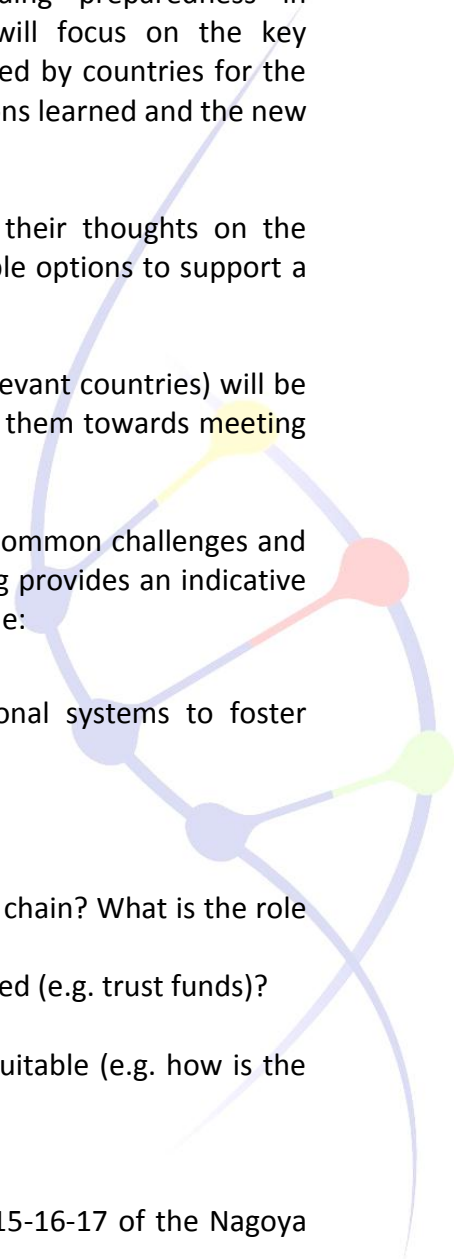 preparedness in
will focus on the key
ed by countries for the
ns learned and the new
their thoughts on the
le options to support a
evant countries) will be
them towards meeting
ommon challenges and
g provides an indicative
e:
onal systems to foster
chain? What is the role
ed (e.g. trust funds)?
uitable (e.g. how is the
15-16-17 of the Nagoya